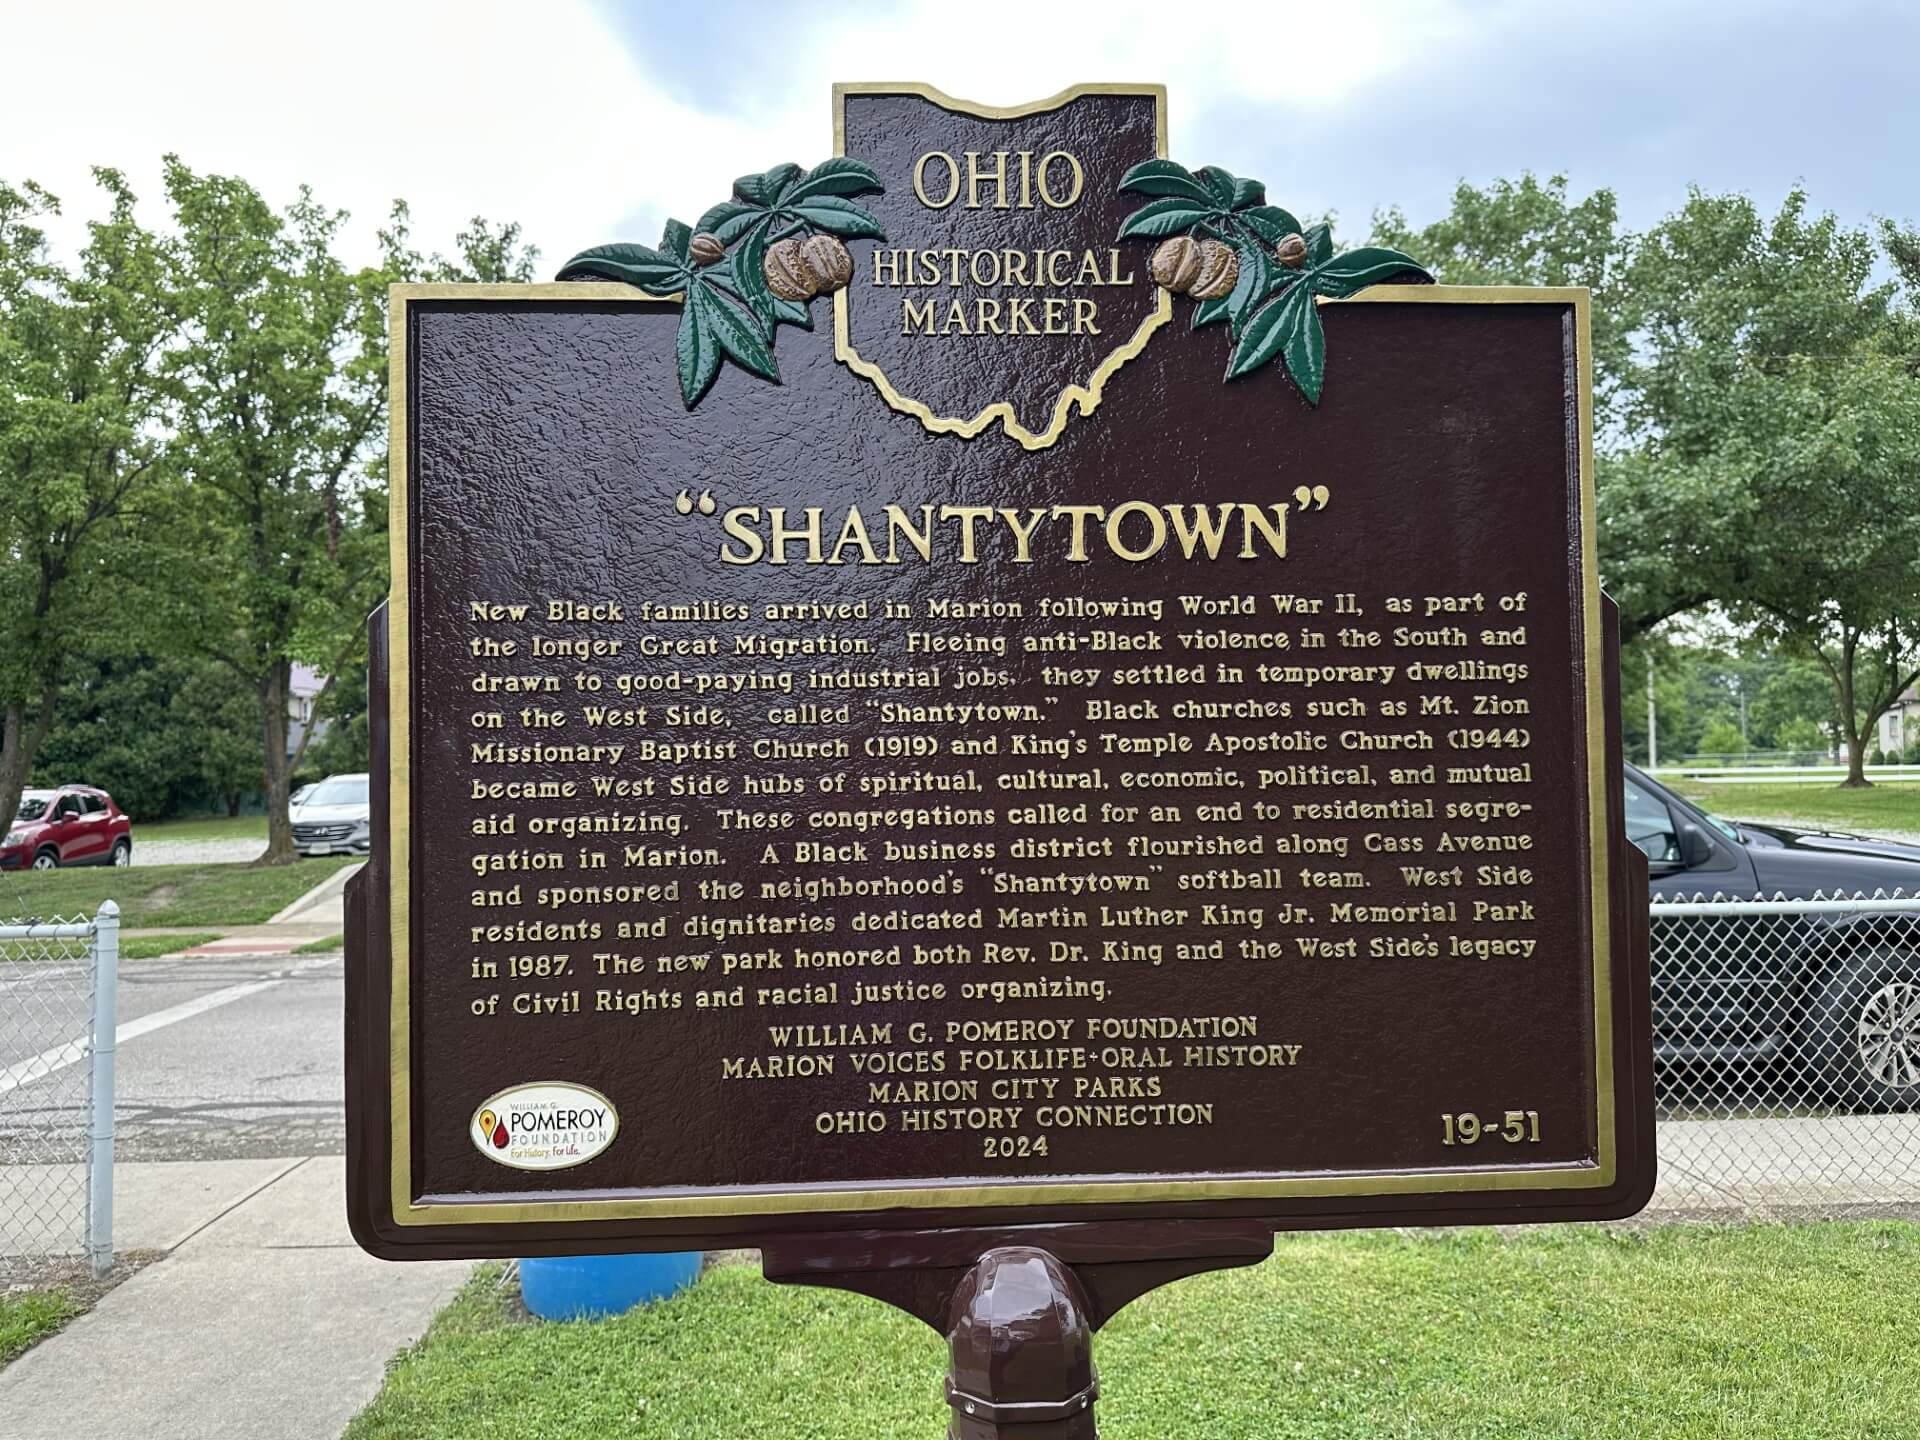 OHIO
HISTORICAL
MARKER
“SHANTYTOWN”
New Black families arrived in Marion following World War II, as part of
the longer Great Migration. Fleeing anti-Black violence in the South and
drawn to good-paying industrial jobs, they settled in temporary dwellings
on the West Side, called “Shantytown.” Black churches such as Mt. Zion
Missionary Baptist Church (1919) and King's Temple Apostolic Church (1944)
became West Side hubs of spiritual, cultural, economic, political, and mutual
aid organizing. These congregations called for an end to residential segre-
gation in Marion. A Black business district flourished along Cass Avenue
and sponsored the neighborhood's “Shantytown” softball team. West Side
residents and dignitaries dedicated Martin Luther King Jr. Memorial Park
in 1987. The new park honored both Rev. Dr. King and the West Side's legacy
of Civil Rights and racial justice organizing.
WILLIAM G. POMEROY FOUNDATION
MARION VOICES FOLKLIFE+ORAL HISTORY
MARION CITY PARKS
OHIO HISTORY CONNECTION
2024
19-51
WILLIAM G.
POMEROY
FOUNDATION
For History. For Life.